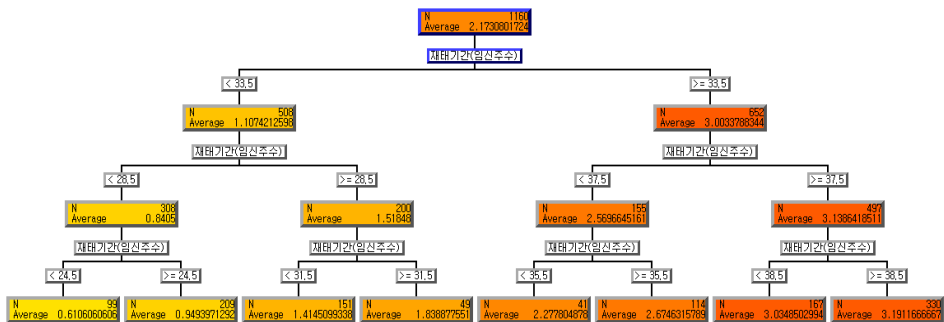 N 1160
Average 2.1730801724
재태기간(임신주수)
< 33,5
>= 33,5
N 508
Average 1.1074212598
N 652
Average 3.0033788344
재태기간(임신주수)
재태기간(임신주수)
< 28,5
>= 28,5
< 37,5
>= 37,5
N 308
Average 0.8405
N 200
Average 1.51848
N 155
Average 2.5696645161
N 497
Average 3.1386418511
재태기간(임신주수)
재태기간(임신주수)
재태기간(임신주수)
재태기간(임신주수)
< 24,5
>= 24,5
< 31,5
>= 31,5
< 35,5
>= 35,5
< 38,5
>= 38,5
N 99
Average 0.6106060606
N 209
Average 0.9493971292
N 151
Average 1.4145099338
N 49
Average 1.838877551
N 41
Average 2.277804878
N 114
Average 2.6746315789
N 167
Average 3.0348502994
N 330
Average 3.1911666667